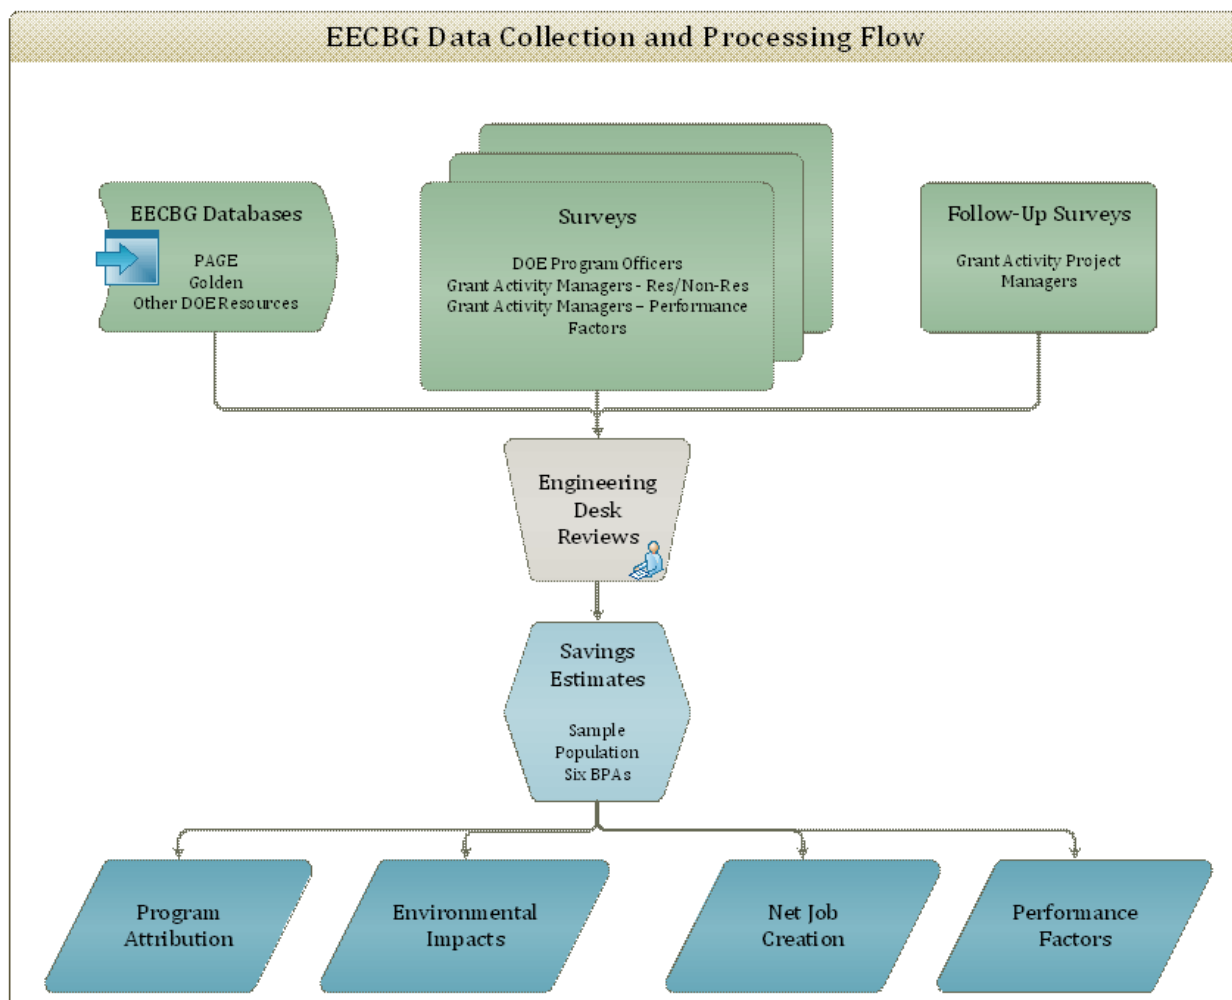 EECBG Data Collection and Processing Flow
EECBG Databases
PAGE
Golden
Other DOE Resources
Surveys
DOE Program Officers
Grant Activity Managers - Res/Non-Res
Grant Activity Managers – Performance
Factors
Follow-Up Surveys
Grant Activity Project
Managers
Engineering
Desk
Reviews
Savings
Estimates
Sample
Population
Six BPAs
Program
Attribution
Environmental
Impacts
Net Job
Creation
Performance
Factors